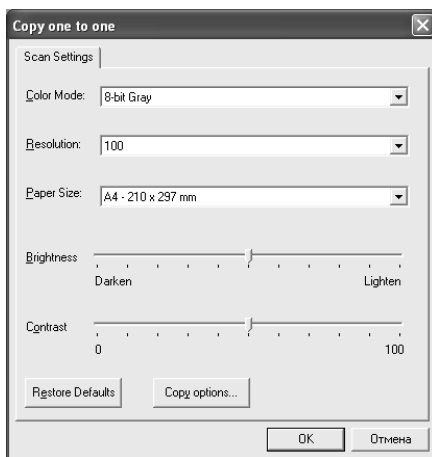 Copy one to one
Scan Settings
Color Mode: 8-bit Gray
Resolution: 100
Paper Size: A4 - 210 x 297 mm
Brightness
Darken Lighten
Contrast
0 100
Restore Defaults Copy options...
OK Отмена